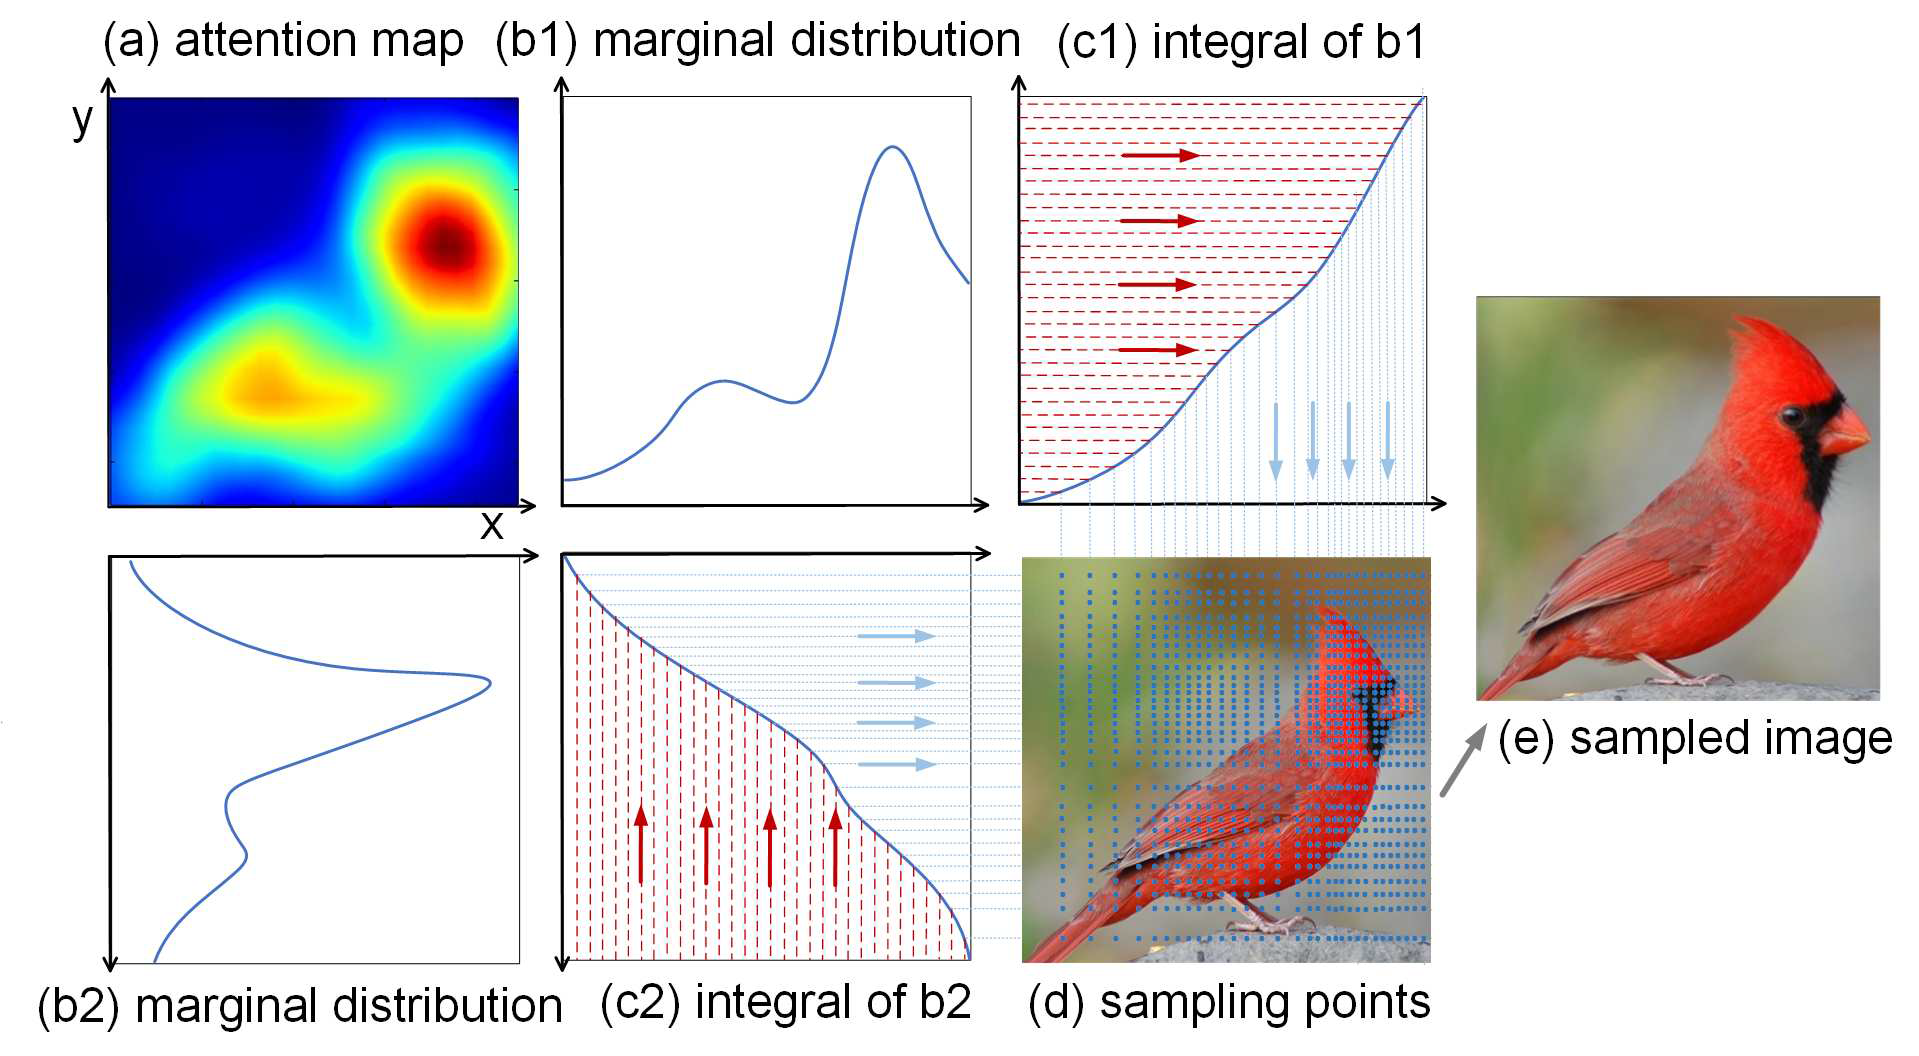 (a) attention map
(b1) marginal distribution
(c1) integral of b1
y
x
(e) sampled image
(b2) marginal distribution
(c2) integral of b2
(d) sampling points